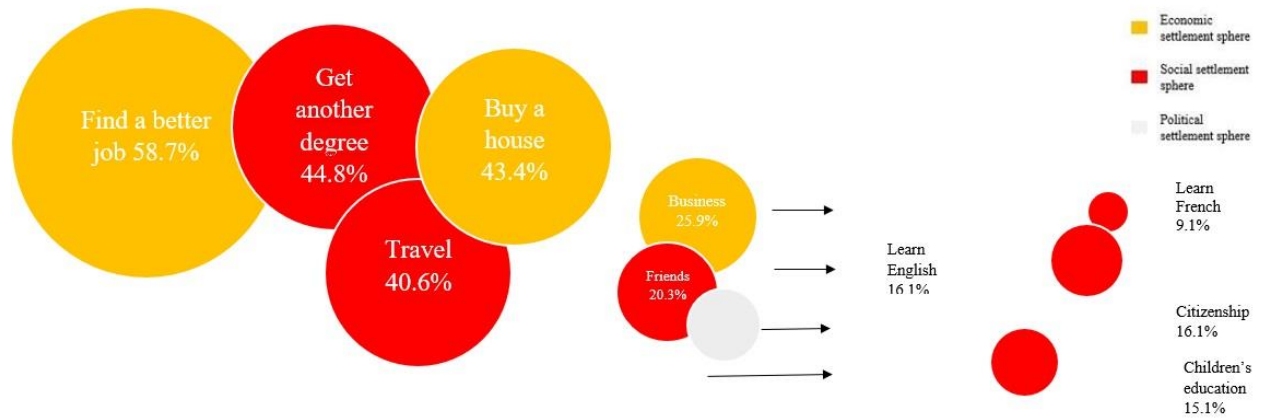 Find a better
job 58.7%
Get
another
degree
44.8%
Buy a
house
43.4%
Travel
40.6%
Business
25.9%
Friends
20.3%
Learn
English
16.1%
Economic
settlement sphere
Social settlement
sphere
Political
settlement sphere
Learn
French
9.1%
Citizenship
16.1%
Children's
education
15.1%